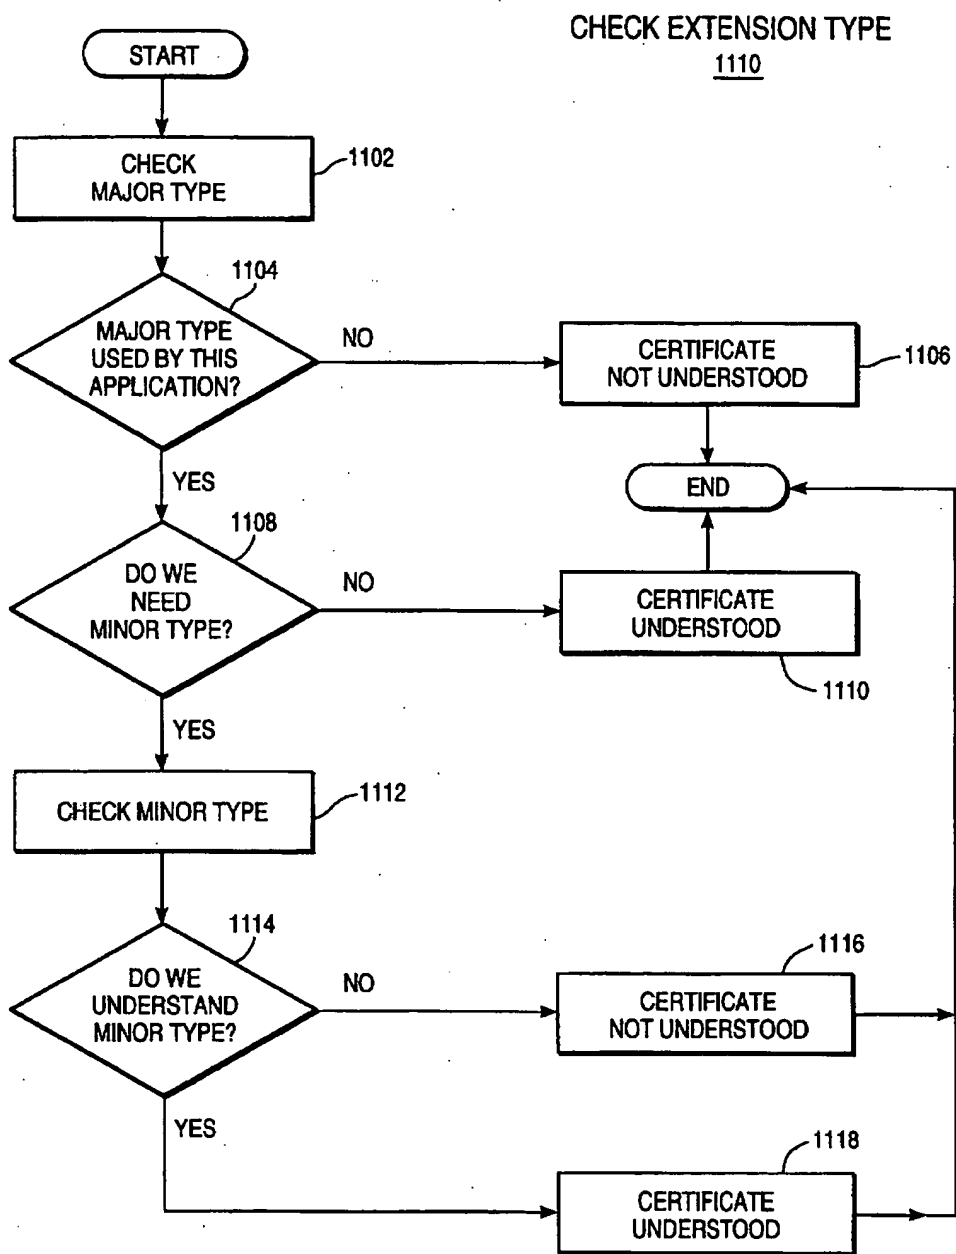 CHECK EXTENSION TYPE
1110
START
CHECK
MAJOR TYPE
1102
1104
MAJOR TYPE
USED BY THIS
APPLICATION?
NO
CERTIFICATE
NOT UNDERSTOOD
1106
YES
END
1108
DO WE
NEED
MINOR TYPE?
NO
CERTIFICATE
UNDERSTOOD
1110
YES
CHECK MINOR TYPE
1112
1114
DO WE
UNDERSTAND
MINOR TYPE?
NO
1116
CERTIFICATE
NOT UNDERSTOOD
YES
1118
CERTIFICATE
UNDERSTOOD